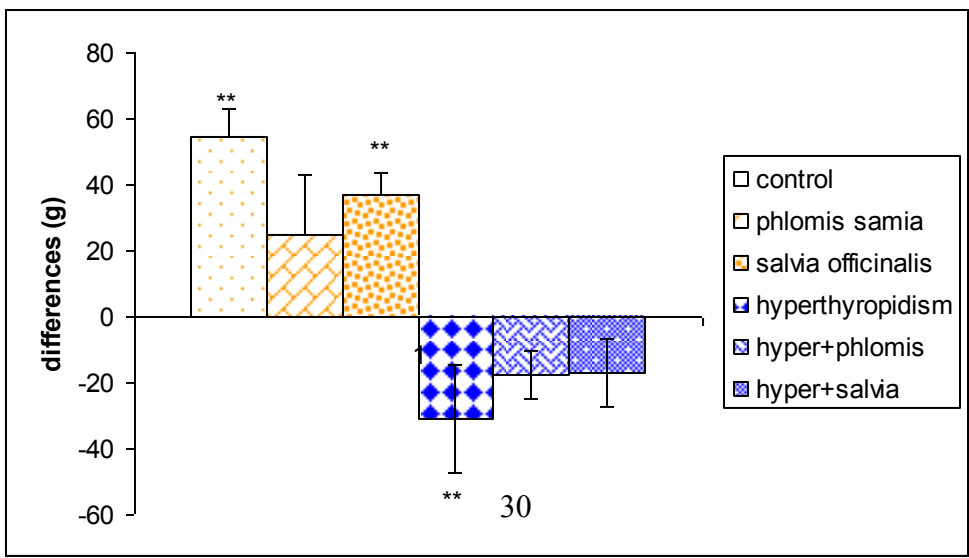 80
60
40
20
0
-20
-40
-60
differences (g)
**
**
**
1
30
control
phlomis samia
salvia officinalis
hyperthyropidism
hyper+phlomis
hyper+salvia